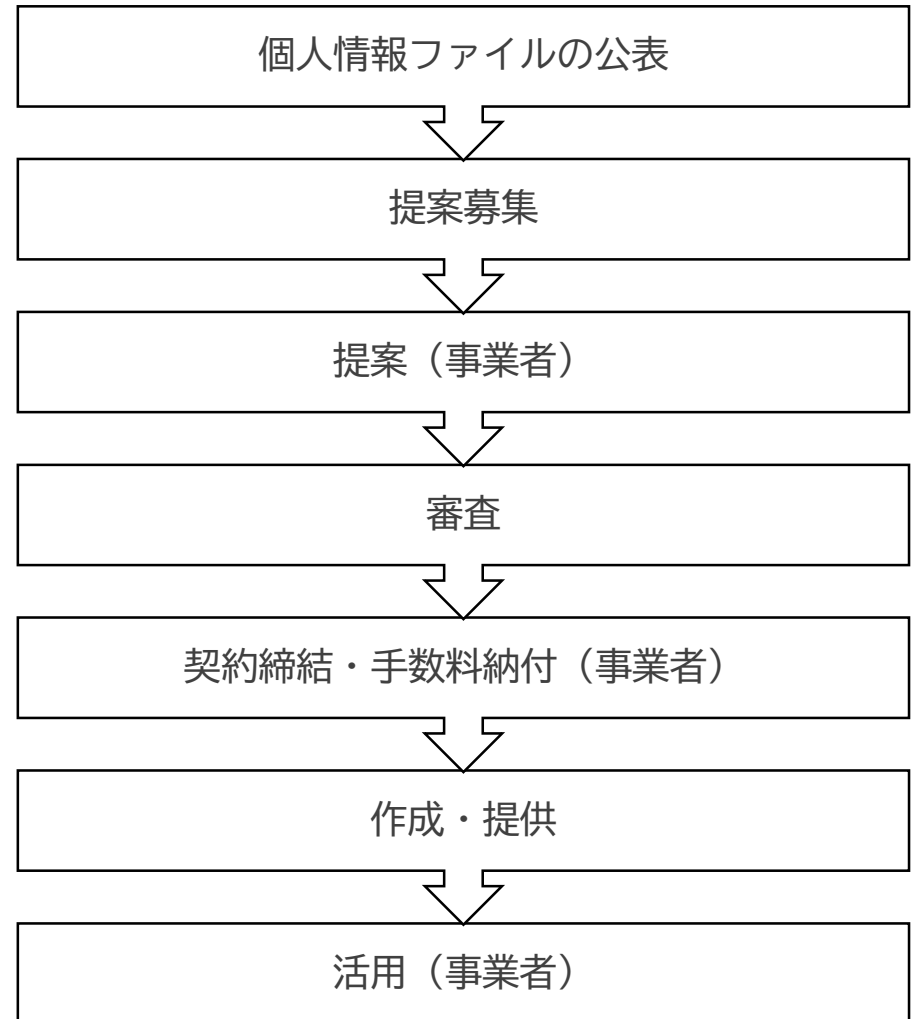 個人情報ファイルの公表
提案募集
提案（事業者）
審査
契約締結・手数料納付（事業者）
作成・提供
活用（事業者）